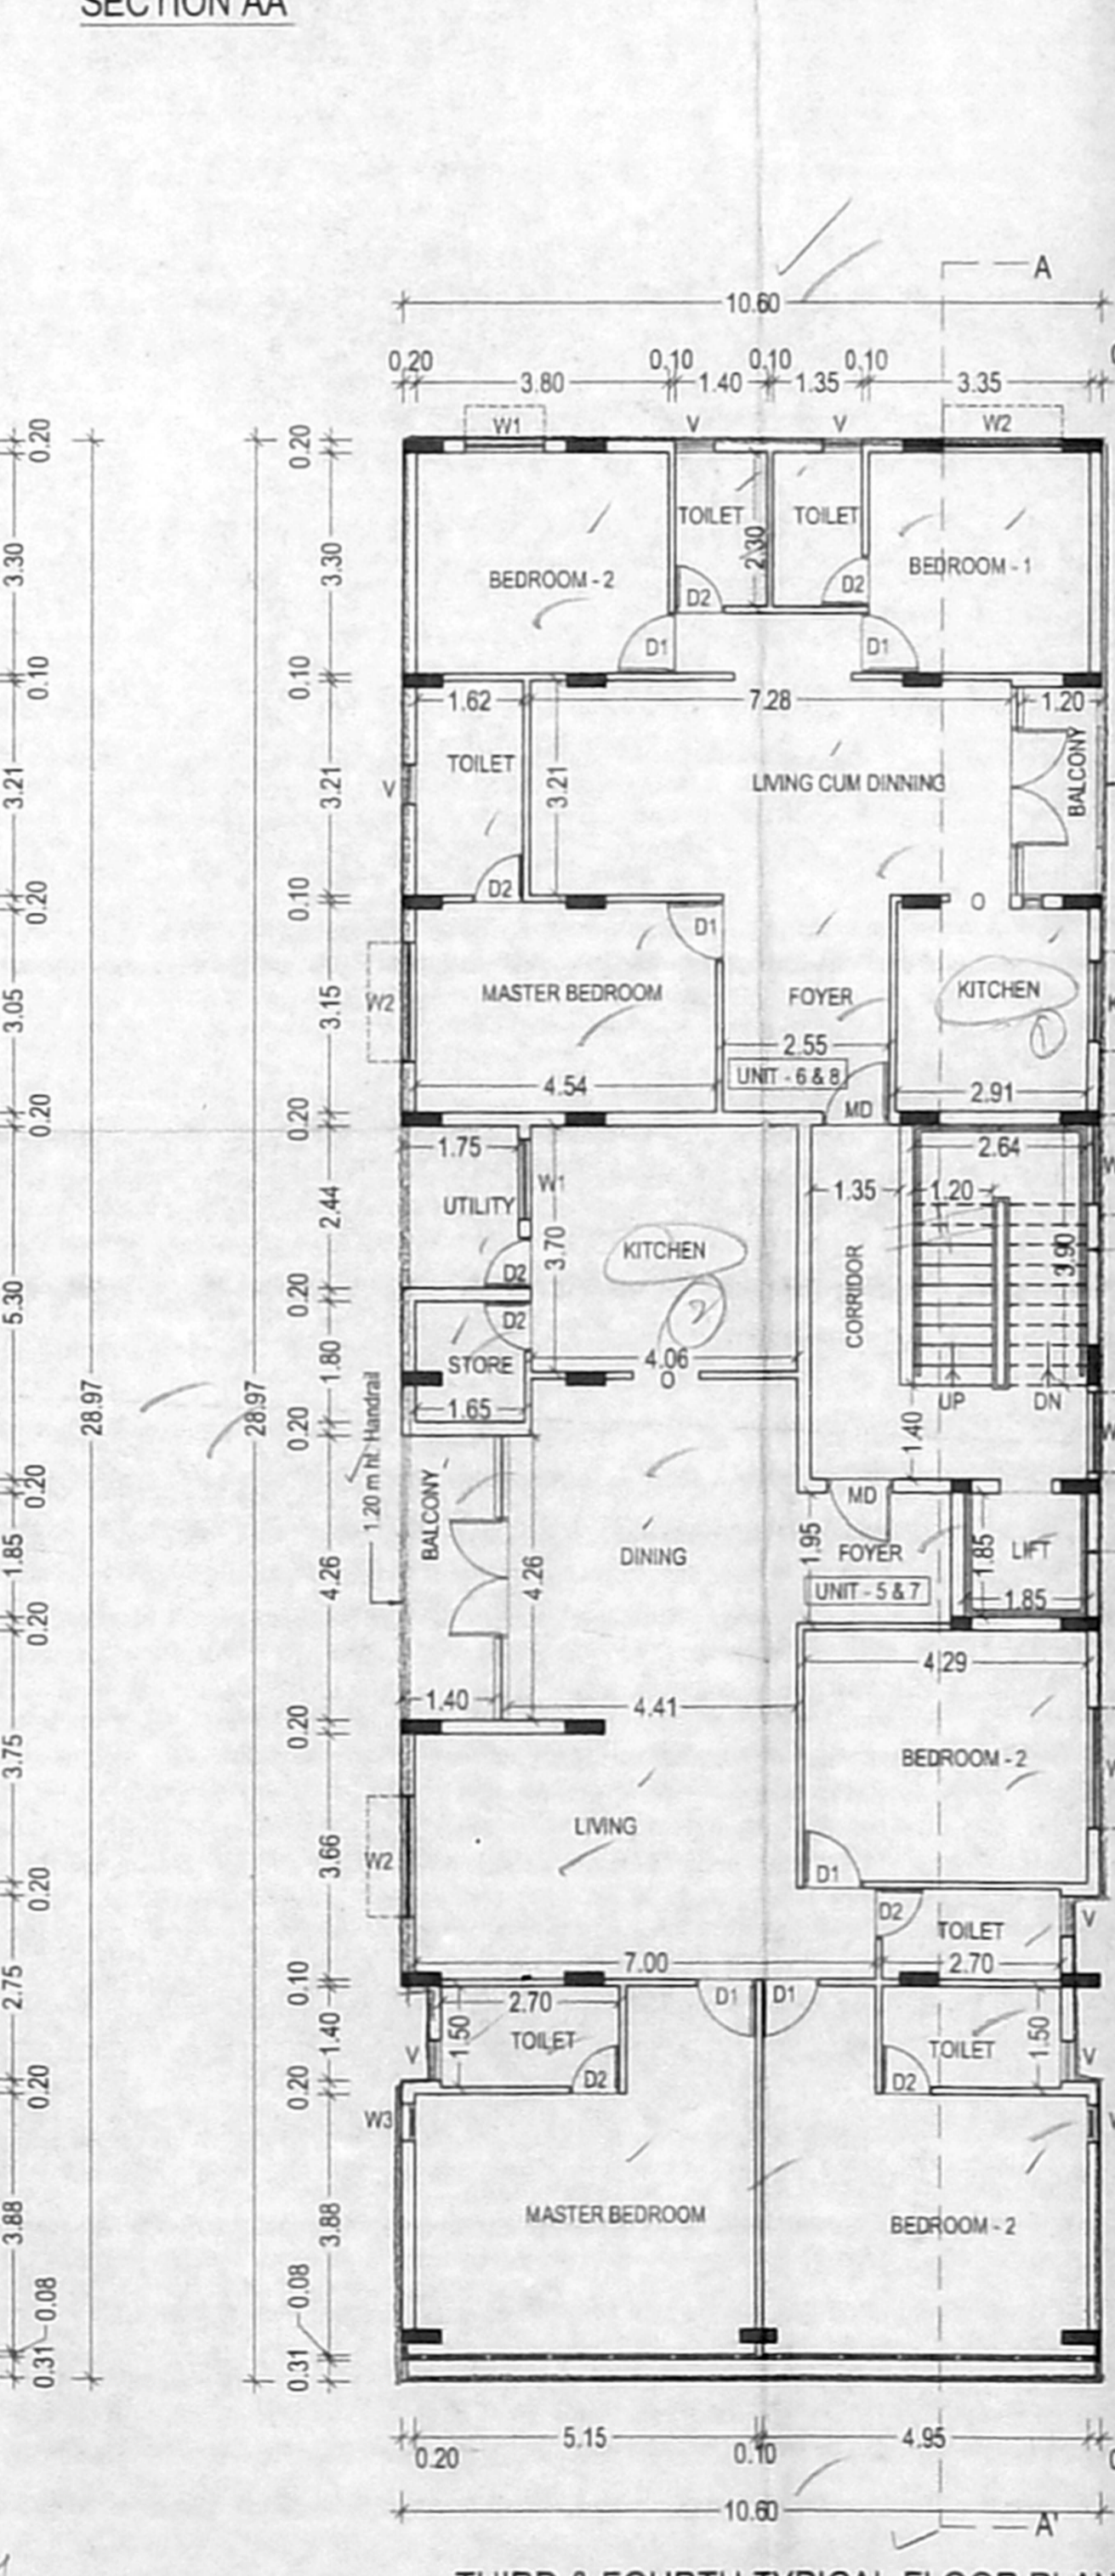 SECTION AA
A
10.60
0.20 0.10 0.10 0.10
3.80 1.40 1.35 3.35
W1 V V W2
0.20 0.20
TOILET TOILET
2.30
3.30 3.30
BEDROOM - 2 BEDROOM - 1
D2 D2
D1 D1
0.10 0.10
1.62 7.28 1.20
TOILET
LIVING CUM DINNING
BALCONY
3.21 3.21 V 3.21
D2 O
0.20 0.10
D1
W2 MASTER BEDROOM FOYER KITCHEN
3.05 3.15
2.55
UNIT - 6 & 8
4.54 2.91
MD
0.20 0.20
1.75 2.64
W1
UTILITY 1.35 1.20
2.44
3.70 KITCHEN 3.90
D2
CORRIDOR
5.30 0.20
D2
STORE
1.80 4.06
O
1.65
UP DN
28.97 28.97
1.20 m ht. Handrail
0.20
1.40
0.20
MD
BALCONY
DINING
1.95 FOYER 1.85 LIFT
1.85 4.26 4.26
UNIT - 5 & 7 1.85
0.20
4.29
1.40 4.41
0.20
3.75
BEDROOM - 2
LIVING
W2 3.66
D1
0.20
D2 TOILET V
7.00 2.70
2.75 0.10
2.70 D1 D1
1.40 1.50 TOILET TOILET 1.50
V V
D2 D2
0.20 0.20
W3
MASTER BEDROOM BEDROOM - 2
3.88 3.88
0.08 0.08
0.31 0.31
5.15 4.95
0.20 0.10
10.60
A'